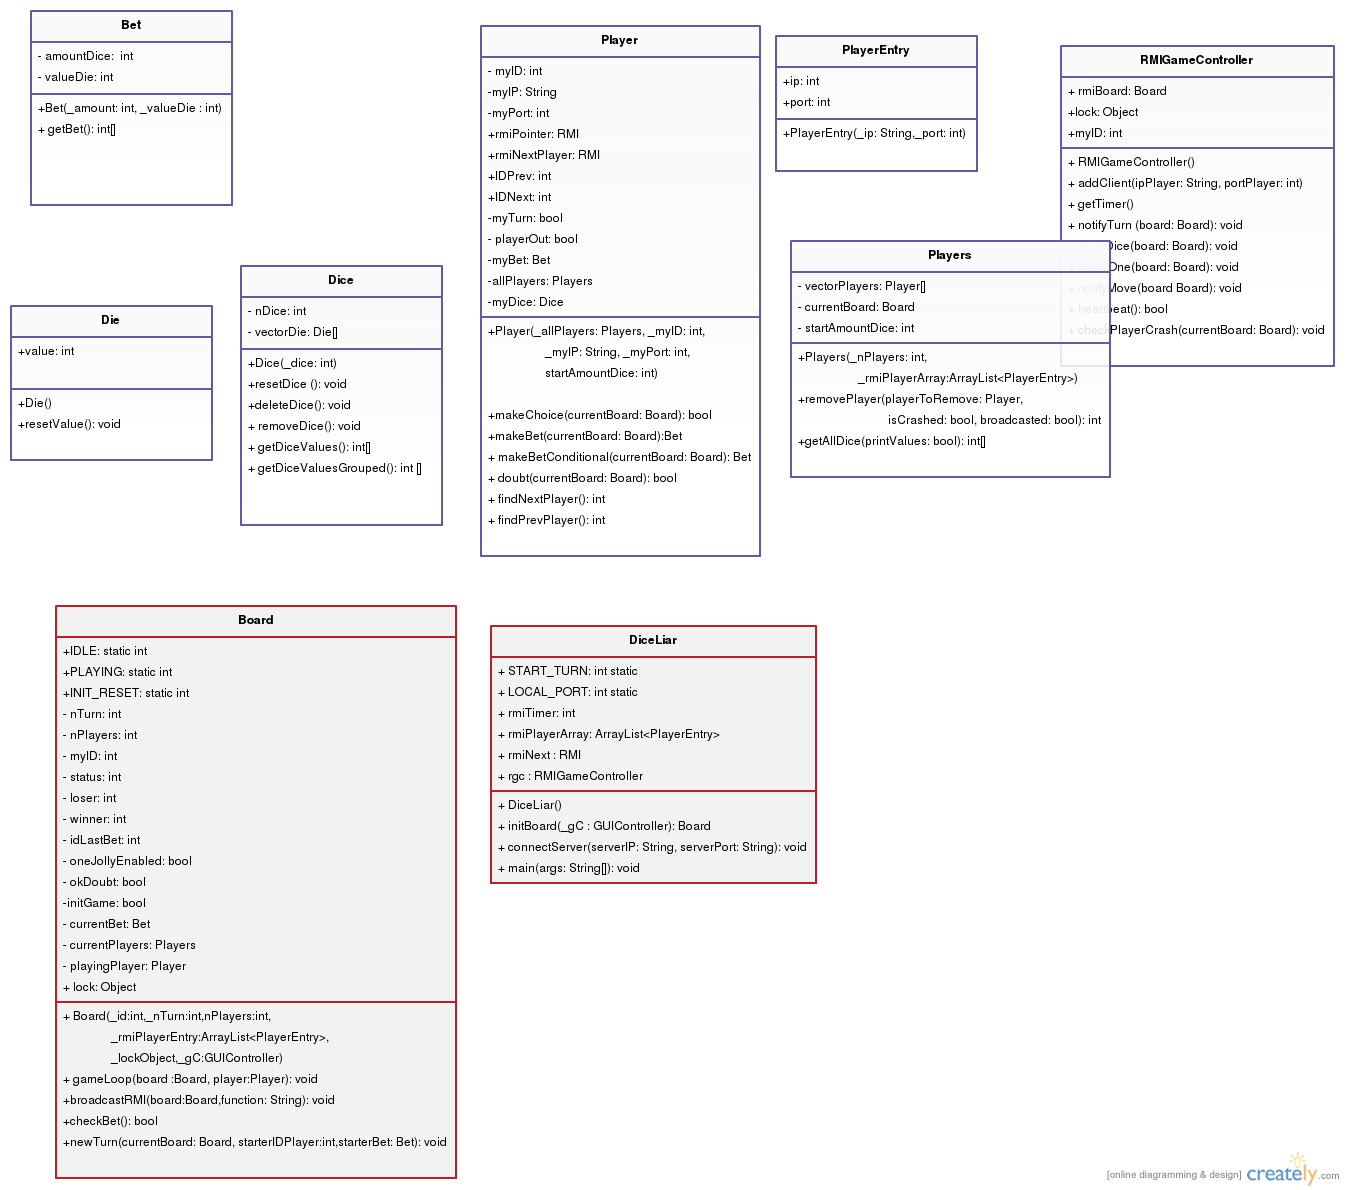 Bet
- amountDice:  int
- valueDie: int
+Bet(_amount: int, _valueDie : int)
+ getBet(): int[]
Player
- myID: int
-myIP: String
-myPort: int
+rmiPointer: RMI
+rmiNextPlayer: RMI
+IDPrev: int
+IDNext: int
-myTurn: bool
- playerOut: bool
-myBet: Bet
-allPlayers: Players
-myDice: Dice
+Player(_allPlayers: Players, _myID: int,
_myIP: String, _myPort: int,
startAmountDice: int)
+makeChoice(currentBoard: Board): bool
+makeBet(currentBoard: Board):Bet
+ makeBetConditional(currentBoard: Board): Bet
+ doubt(currentBoard: Board): bool
+ findNextPlayer(): int
+ findPrevPlayer(): int
PlayerEntry
+ip: int
+port: int
+PlayerEntry(_ip: String,_port: int)
RMIGameController
+ rmiBoard: Board
+lock: Object
+myID: int
+ RMIGameController()
+ addClient(ipPlayer: String, portPlayer: int)
+ getTimer()
+ notifyTurn (board: Board): void
Dice(board: Board): void
One(board: Board): void
+ notifyMove(board Board): void
+ heartbeat(): bool
+ checkPlayerCrash(currentBoard: Board): void
Players
- vectorPlayers: Player[]
- currentBoard: Board
- startAmountDice: int
+Players(_nPlayers: int,
_rmiPlayerArray:ArrayList<PlayerEntry>)
+removePlayer(playerToRemove: Player,
isCrashed: bool, broadcasted: bool): int
+getAllDice(printValues: bool): int[]
Dice
- nDice: int
- vectorDie: Die[]
+Dice(_dice: int)
+resetDice (): void
+deleteDice(): void
+ removeDice(): void
+ getDiceValues(): int[]
+ getDiceValuesGrouped(): int []
Die
+value: int
+Die()
+resetValue(): void
Board
+IDLE: static int
+PLAYING: static int
+INIT_RESET: static int
- nTurn: int
- nPlayers: int
- myID: int
- status: int
- loser: int
- winner: int
- idLastBet: int
- oneJollyEnabled: bool
- okDoubt: bool
-initGame: bool
- currentBet: Bet
- currentPlayers: Players
- playingPlayer: Player
+ lock: Object
+ Board(_id:int,_nTurn:int,nPlayers:int,
_rmiPlayerEntry:ArrayList<PlayerEntry>,
_lockObject,_gC:GUIController)
+ gameLoop(board :Board, player:Player): void
+broadcastRMI(board:Board,function: String): void
+checkBet(): bool
+newTurn(currentBoard: Board, starterIDPlayer:int,starterBet: Bet): void
DiceLiar
+ START_TURN: int static
+ LOCAL_PORT: int static
+ rmiTimer: int
+ rmiPlayerArray: ArrayList<PlayerEntry>
+ rmiNext : RMI
+ rgc : RMIGameController
+ DiceLiar()
+ initBoard(_gC : GUIController): Board
+ connectServer(serverIP: String, serverPort: String): void
+ main(args: String[]): void
[online diagramming & design] creately.com